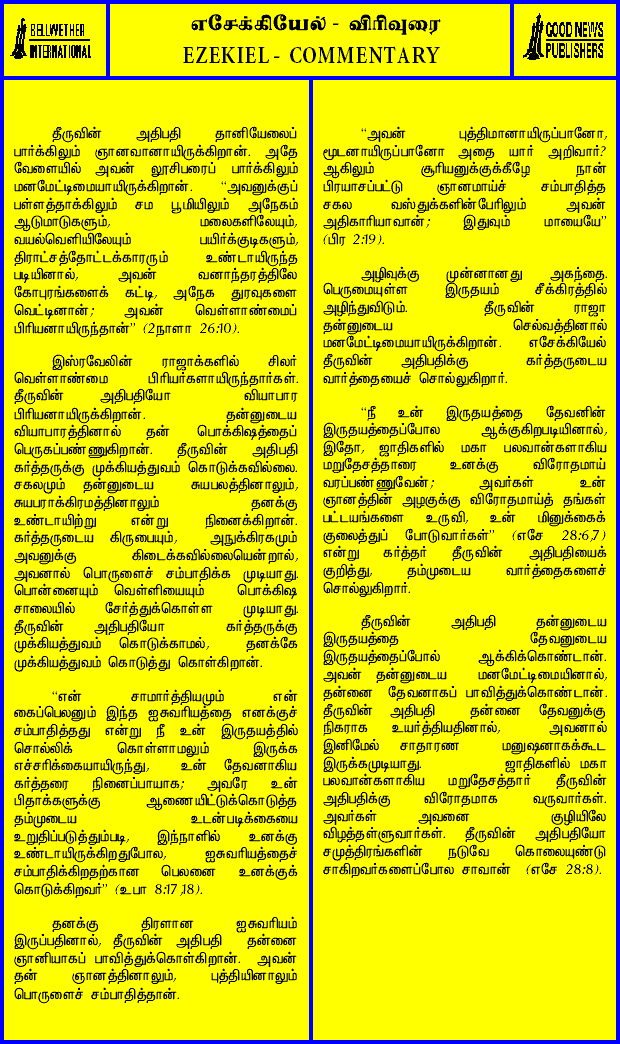 BELLWETHER
INTERNATIONAL
எசேக்கியேல் - விரிவுரை
EZEKIEL - COMMENTARY
GOOD NEWS
PUBLISHERS
தீருவின் அதிபதி தானியேலைப்
பார்க்கிலும் ஞானவானாயிருக்கிறான். அதே
வேளையில் அவன் லூசிபரைப் பார்க்கிலும்
மனமேட்டிமையாயிருக்கிறான். “அவனுக்குப்
பள்ளத்தாக்கிலும் சம பூமியிலும் அநேகம்
ஆடுமாடுகளும், மலைகளிலேயும்,
வயல்வெளியிலேயும் பயிர்க்குடிகளும்,
திராட்சத்தோட்டக்காரரும் உண்டாயிருந்த
படியினால், அவன் வனாந்தரத்திலே
கோபுரங்களைக் கட்டி, அநேக துரவுகளை
வெட்டினான்; அவன் வெள்ளாண்மைப்
பிரியனாயிருந்தான்” (2நாளா 26:10).
இஸ்ரவேலின் ராஜாக்களில் சிலர்
வெள்ளாண்மை பிரியர்களாயிருந்தார்கள்.
தீருவின் அதிபதியோ வியாபார
பிரியனாயிருக்கிறான். தன்னுடைய
வியாபாரத்தினால் தன் பொக்கிஷத்தைப்
பெருகப்பண்ணுகிறான். தீருவின் அதிபதி
கர்த்தருக்கு முக்கியத்துவம் கொடுக்கவில்லை.
சகலமும் தன்னுடைய சுயபலத்தினாலும்,
சுயபராக்கிரமத்தினாலும் தனக்கு
உண்டாயிற்று என்று நினைக்கிறான்.
கர்த்தருடைய கிருபையும், அநுக்கிரகமும்
அவனுக்கு கிடைக்கவில்லையென்றால்,
அவனால் பொருளைச் சம்பாதிக்க முடியாது.
பொன்னையும் வெள்ளியையும் பொக்கிஷ
சாலையில் சேர்த்துக்கொள்ள முடியாது.
தீருவின் அதிபதியோ கர்த்தருக்கு
முக்கியத்துவம் கொடுக்காமல், தனக்கே
முக்கியத்துவம் கொடுத்து கொள்கிறான்.
“என் சாமார்த்தியமும் என்
கைப்பெலனும் இந்த ஐசுவரியத்தை எனக்குச்
சம்பாதித்தது என்று நீ உன் இருதயத்தில்
சொல்லிக் கொள்ளாமலும் இருக்க
எச்சரிக்கையாயிருந்து, உன் தேவனாகிய
கர்த்தரை நினைப்பாயாக; அவரே உன்
பிதாக்களுக்கு ஆணையிட்டுக்கொடுத்த
தம்முடைய உடன்படிக்கையை
உறுதிப்படுத்தும்படி, இந்நாளில் உனக்கு
உண்டாயிருக்கிறதுபோல, ஐசுவரியத்தைச்
சம்பாதிக்கிறதற்கான பெலனை உனக்குக்
கொடுக்கிறவர்” (உபா 8:17,18).
தனக்கு திரளான ஐசுவரியம்
இருப்பதினால், தீருவின் அதிபதி தன்னை
ஞானியாகப் பாவித்துக்கொள்கிறான். அவன்
தன் ஞானத்தினாலும், புத்தியினாலும்
பொருளைச் சம்பாதித்தான்.
“அவன் புத்திமானாயிருப்பானோ,
மூடனாயிருப்பானோ அதை யார் அறிவார்?
ஆகிலும் சூரியனுக்குக்கீழே நான்
பிரயாசப்பட்டு ஞானமாய்ச் சம்பாதித்த
சகல வஸ்துக்களின்பேரிலும் அவன்
அதிகாரியாவான்; இதுவும் மாயையே”
(பிர 2:19).
அழிவுக்கு முன்னானது அகந்தை.
பெருமையுள்ள இருதயம் சீக்கிரத்தில்
அழிந்துவிடும். தீருவின் ராஜா
தன்னுடைய செல்வத்தினால்
மனமேட்டிமையாயிருக்கிறான். எசேக்கியேல்
தீருவின் அதிபதிக்கு கர்த்தருடைய
வார்த்தையைச் சொல்லுகிறார்.
“நீ உன் இருதயத்தை தேவனின்
இருதயத்தைப்போல ஆக்குகிறபடியினால்,
இதோ, ஜாதிகளில் மகா பலவான்களாகிய
மறுதேசத்தாரை உனக்கு விரோதமாய்
வரப்பண்ணுவேன்; அவர்கள் உன்
ஞானத்தின் அழகுக்கு விரோதமாய்த் தங்கள்
பட்டயங்களை உருவி, உன் மினுக்கைக்
குலைத்துப் போடுவார்கள்” (எசே 28:6,7)
என்று கர்த்தர் தீருவின் அதிபதியைக்
குறித்து, தம்முடைய வார்த்தைகளைச்
சொல்லுகிறார்.
தீருவின் அதிபதி தன்னுடைய
இருதயத்தை தேவனுடைய
இருதயத்தைப்போல் ஆக்கிக்கொண்டான்.
அவன் தன்னுடைய மனமேட்டிமையினால்,
தன்னை தேவனாகப் பாவித்துக்கொண்டான்.
தீருவின் அதிபதி தன்னை தேவனுக்கு
நிகராக உயர்த்தியதினால், அவனால்
இனிமேல் சாதாரண மனுஷனாகக்கூட
இருக்கமுடியாது. ஜாதிகளில் மகா
பலவான்களாகிய மறுதேசத்தார் தீருவின்
அதிபதிக்கு விரோதமாக வருவார்கள்.
அவர்கள் அவனை குழியிலே
விழத்தள்ளுவார்கள். தீருவின் அதிபதியோ
சமுத்திரங்களின் நடுவே கொலையுண்டு
சாகிறவர்களைப்போல சாவான் (எசே 28:8).